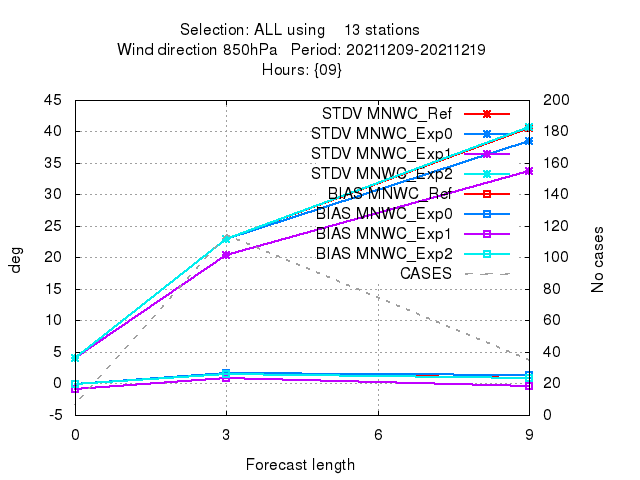 Selection: ALL using 13 stations
Wind direction 850hPa Period: 20211209-20211219
Hours: {09}
45 200
40 180
35 160
30 140
25 120
20 100
15 80
10 60
5 40
0 20
-5 0
STDV MNWC_Ref
STDV MNWC_Exp0
STDV MNWC_Exp1
STDV MNWC_Exp2
BIAS MNWC_Ref
BIAS MNWC_Exp0
BIAS MNWC_Exp1
BIAS MNWC_Exp2
CASES
deg
No cases
0 3 6 9
Forecast length